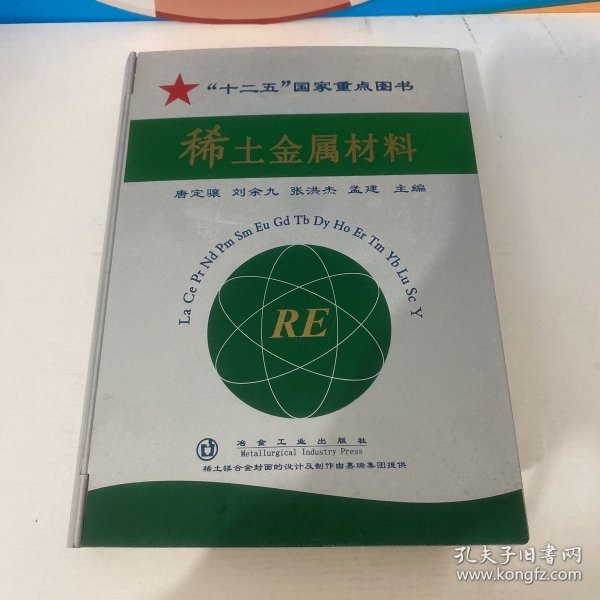 “十二五”国家重点图书
稀土金属材料
唐定骧 刘余九 张洪杰 孟建 主编
La Ce Pr Nd Pm Sm Eu Gd Tb Dy Ho Er Tm Yb Lu Sc Y
RE
冶金工业出版社
Metallurgical Industry Press
稀土镁合金封面的设计及制作由嘉瑞集团提供
孔夫子旧书网
www.kongfz.com